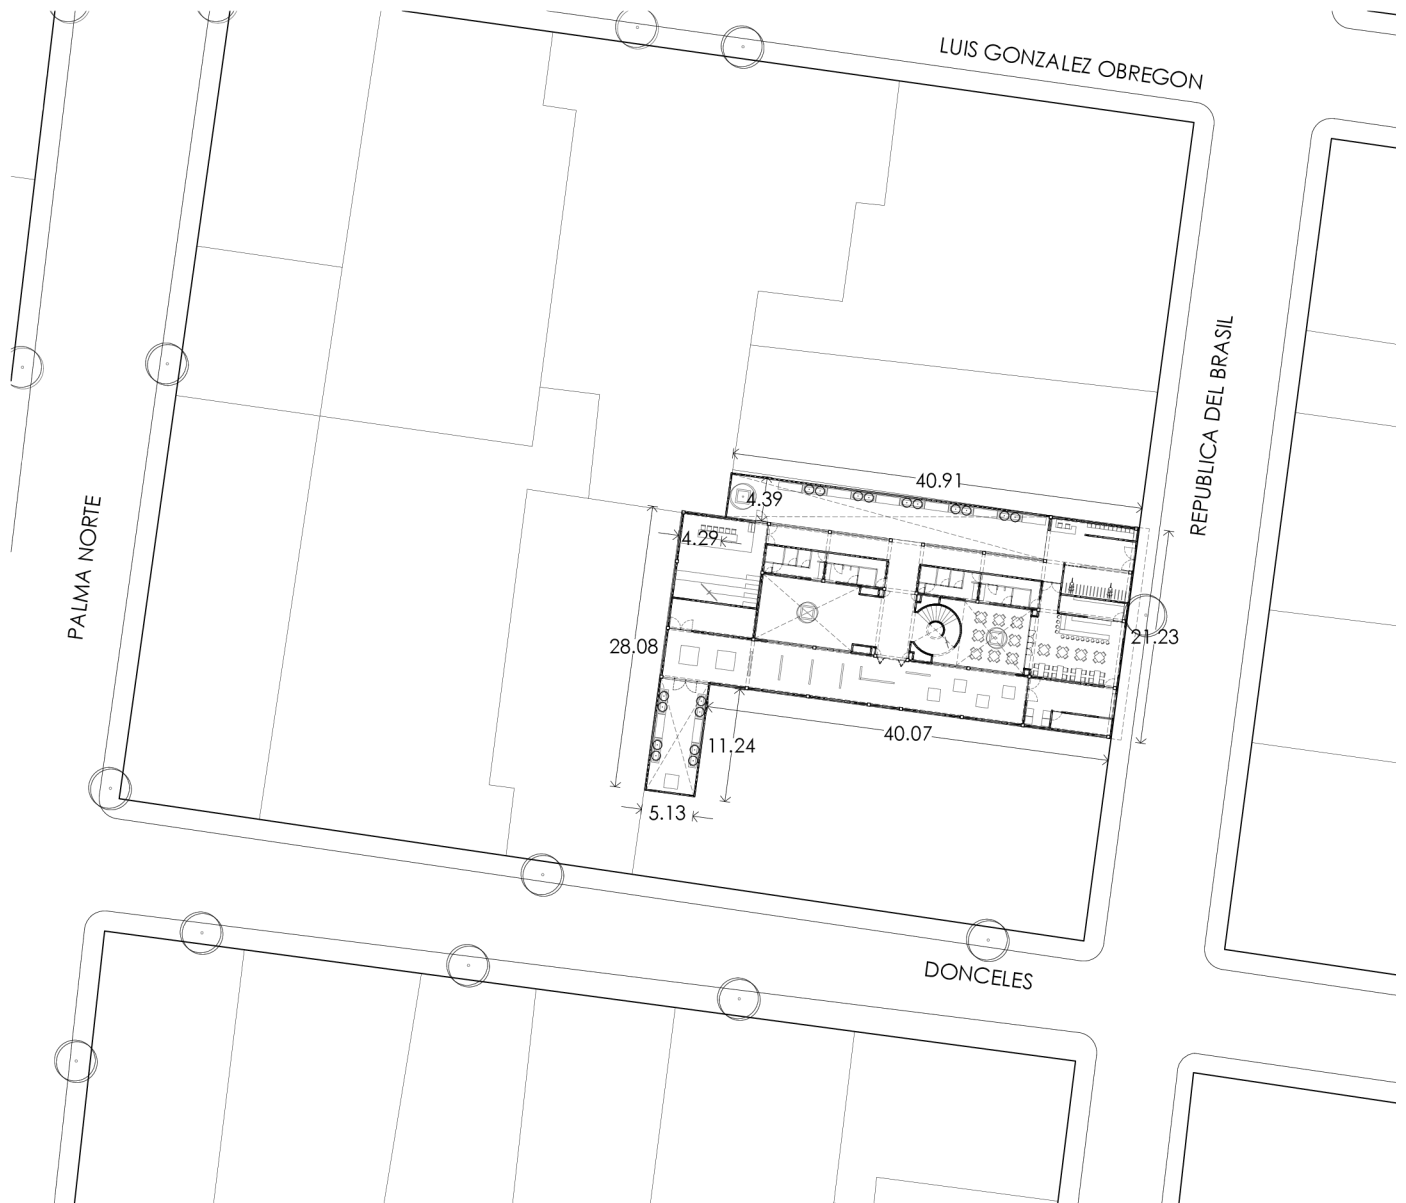 LUIS GONZALEZ OBREGON
REPUBLICA DEL BRASIL
40.91
4.39
4.29
PALMA NORTE
28.08
21.23
40.07
11.24
5.13
DONCELES